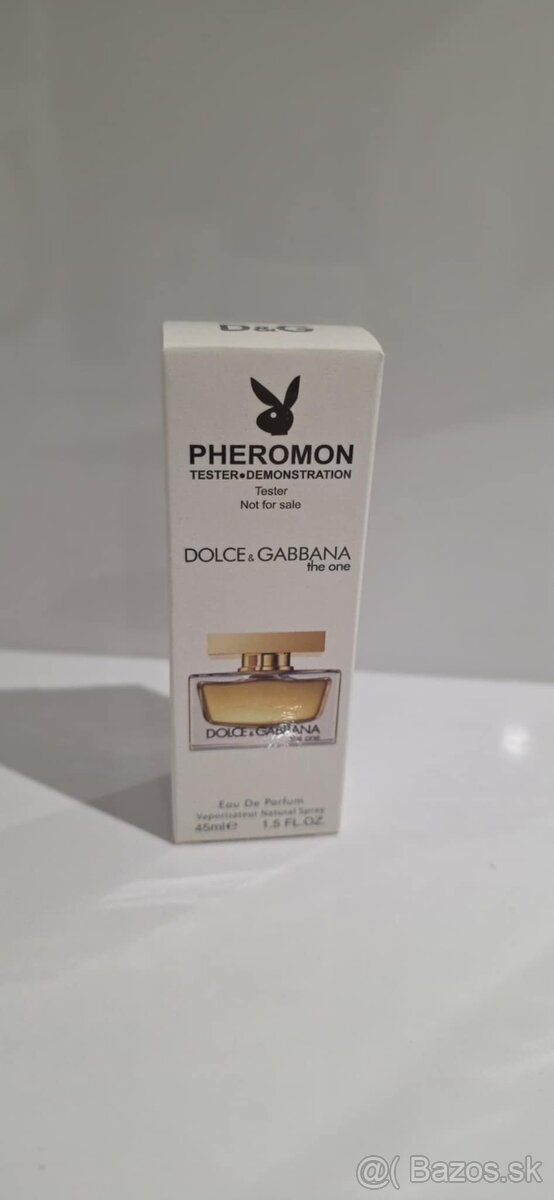 D&G
PHEROMON
TESTER●DEMONSTRATION
Tester
Not for sale
DOLCE & GABBANA
the one
DOLCE & GABBANA
the one
Eau De Parfum
Vaporisateur Natural Spray
45ml℮ 1.5 FL.OZ.
@( Bazos.sk